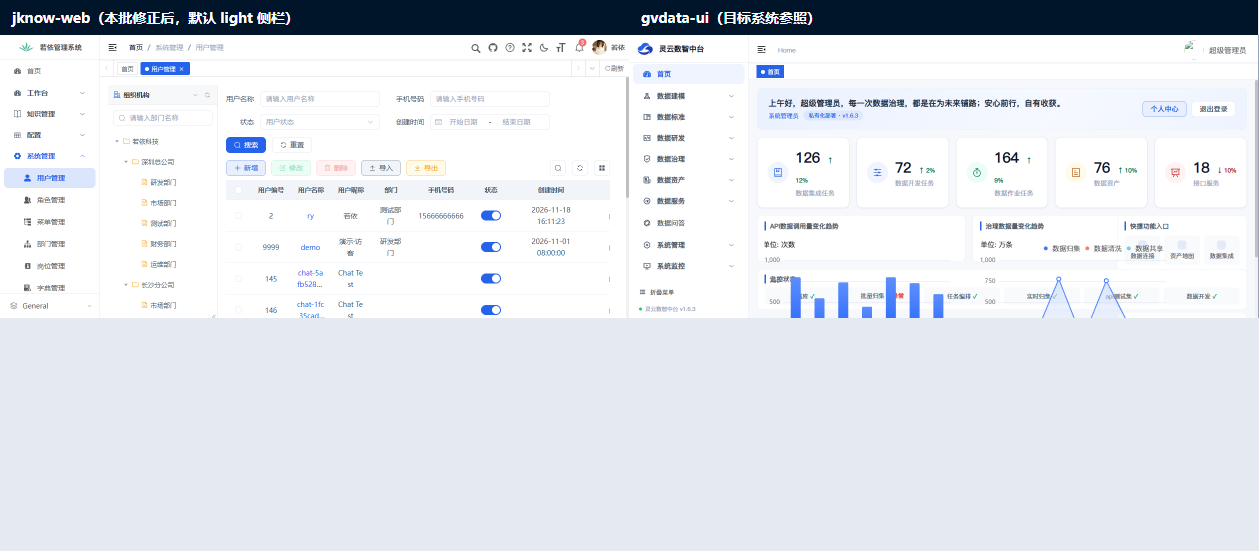 jknow-web（本批修正后，默认 light 侧栏）
若依管理系统
首页
工作台
知识管理
配置
系统管理
用户管理
角色管理
菜单管理
部门管理
岗位管理
字典管理
General
首页 / 系统管理 / 用户管理
若依
首页
用户管理 ×
刷新
组织机构
请输入部门名称
若依科技
深圳总公司
研发部门
市场部门
测试部门
财务部门
运维部门
长沙分公司
市场部门
用户名称 请输入用户名称 手机号码 请输入手机号码
状态 用户状态 创建时间 开始日期 - 结束日期
搜索 重置
新增 修改 删除 导入 导出
用户编号 用户名称 用户昵称 部门 手机号码 状态 创建时间
2 ry 若依 测试部门 15666666666 2026-11-18 16:11:23
9999 demo 演示-访客 研发部门 2026-11-01 08:00:00
145 chat-5afb528... Chat Test
146 chat-1fc35cad... Chat Test
gvdata-ui（目标系统参照）
灵云数智中台
首页
数据建模
数据标准
数据研发
数据治理
数据资产
数据服务
数据问答
系统管理
系统监控
折叠菜单
灵云数智中台 v1.6.3
Home
超级管理员
首页
上午好，超级管理员，每一次数据治理，都是在为未来铺路；安心前行，自有收获。
系统管理员 私有化部署 · v1.6.3
个人中心 退出登录
126 ↑ 12%
数据集成任务
72 ↑ 2%
数据开发任务
164 ↑ 9%
数据作业任务
76 ↑ 10%
数据资产
18 ↓ 10%
接口服务
API数据调用量变化趋势
单位: 次数
1,000
500
治理数据量变化趋势
单位: 万条
数据归集 数据清洗 数据共享
1,000
750
500
快捷功能入口
数据连接 资产地图 数据集成
监控状态
批量归集
任务编排 ✓
实时归集 ✓
数据开发 ✓